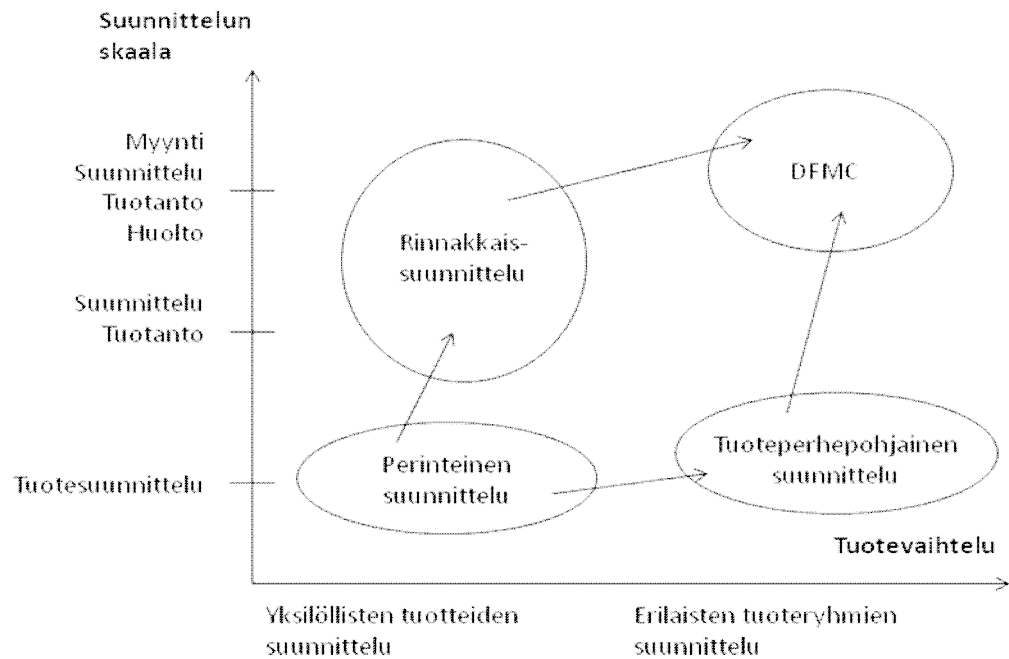 Suunnittelun
skaala
Myynti
Suunnittelu
Tuotanto
Huolto
DFMC
Rinnakkais-
suunnittelu
Suunnittelu
Tuotanto
Perinteinen
suunnittelu
Tuoteperhepohjainen
suunnittelu
Tuotesuunnittelu
Tuotevaihtelu
Yksilöllisten tuotteiden
suunnittelu
Erilaisten tuoteryhmien
suunnittelu